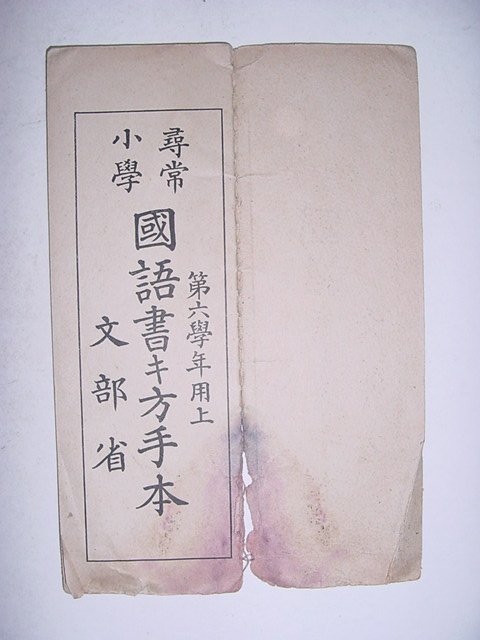 第六學年用上
尋常
小學
國語書キ方手本
文部省